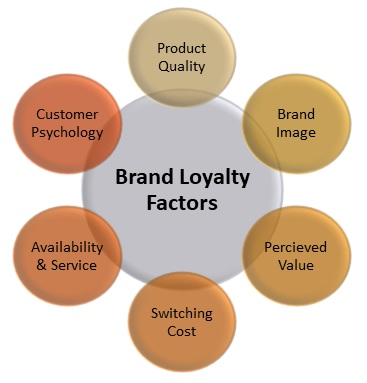 Product
Quality
Customer
Psychology
Brand
Image
Brand Loyalty
Factors
Availability
& Service
Percieved
Value
Switching
Cost